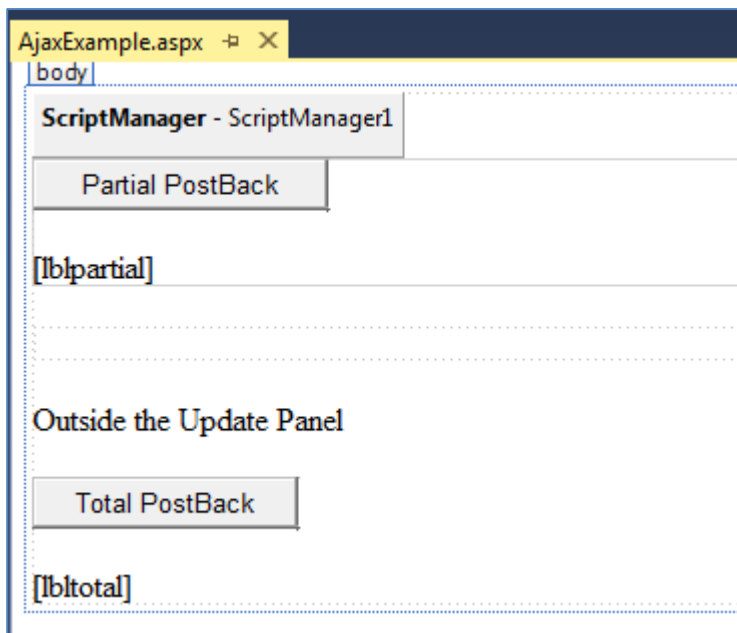 AjaxExample.aspx
body
ScriptManager - ScriptManager1
Partial PostBack
[lblpartial]
Outside the Update Panel
Total PostBack
[lbltotal]